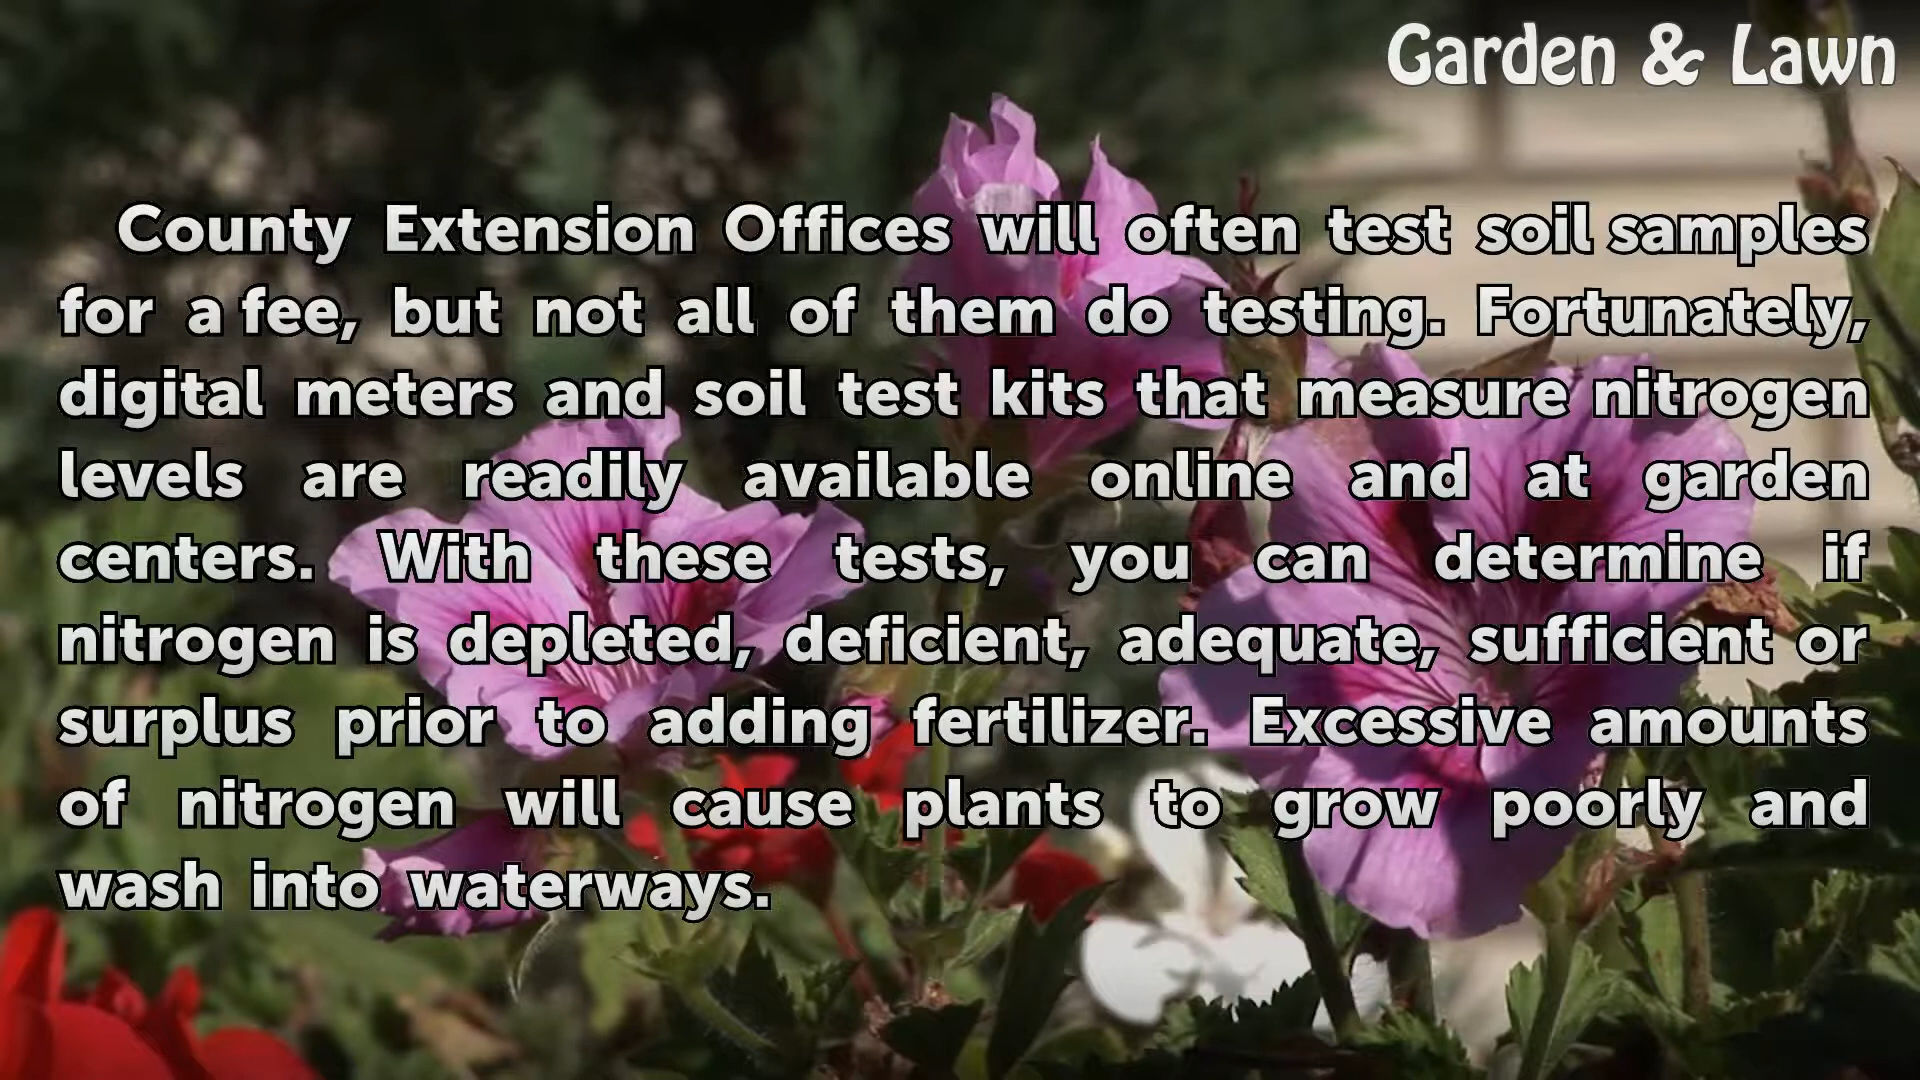 Garden & Lawn
County Extension Offices will often test soil samples
for a fee, but not all of them do testing. Fortunately,
digital meters and soil test kits that measure nitrogen
levels are readily available online and at garden
centers. With these tests, you can determine if
nitrogen is depleted, deficient, adequate, sufficient or
surplus prior to adding fertilizer. Excessive amounts
of nitrogen will cause plants to grow poorly and
wash into waterways.